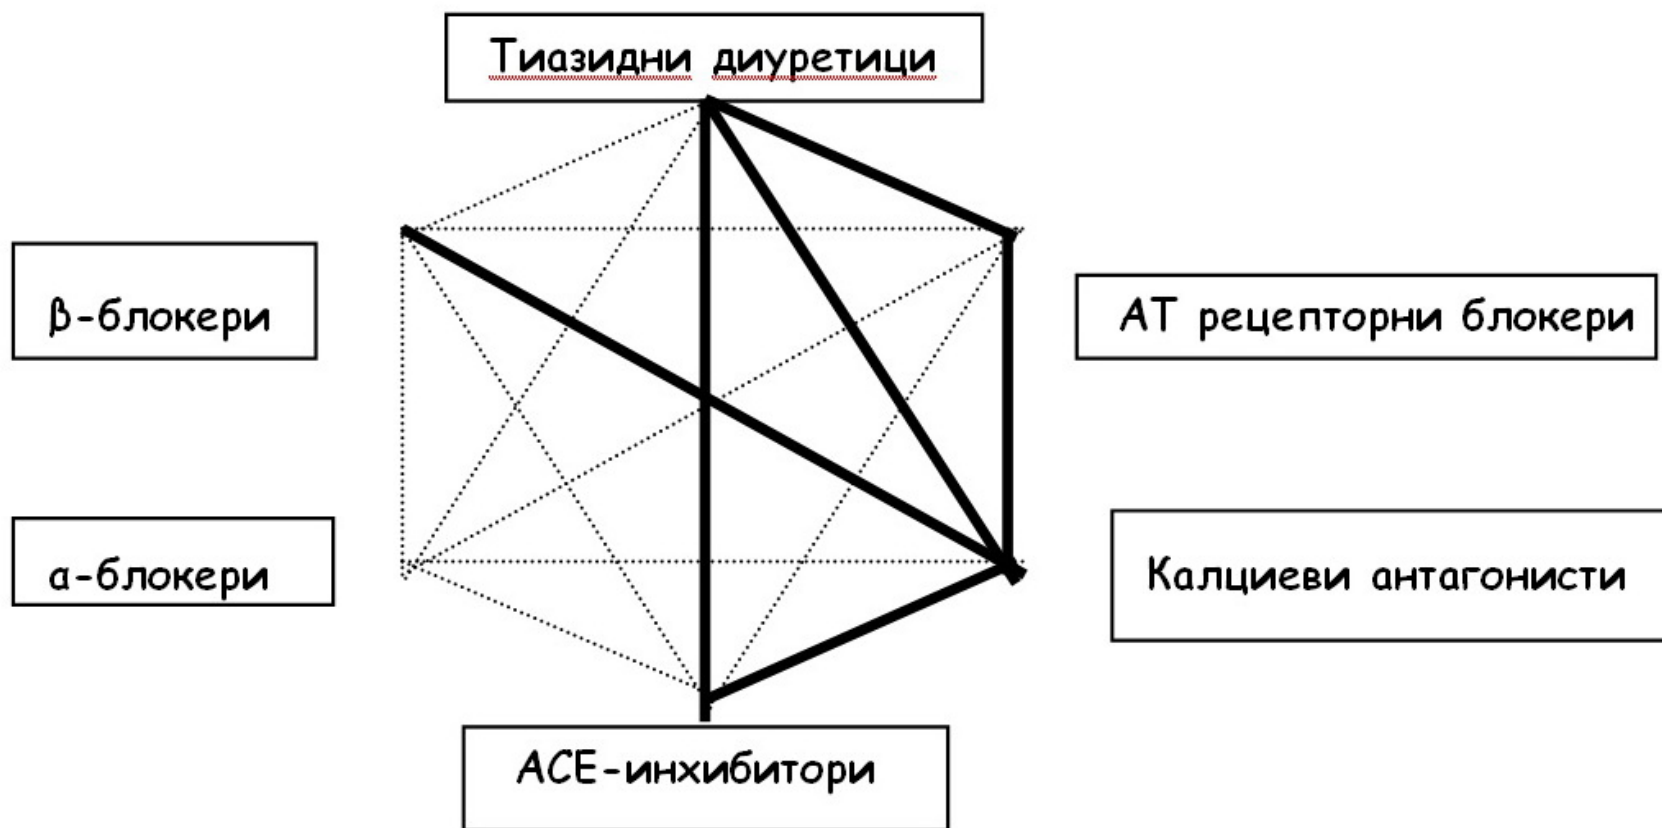 Тиазидни диуретици
β-блокери
АТ рецепторни блокери
α-блокери
Калциеви антагонисти
АСЕ-инхибитори